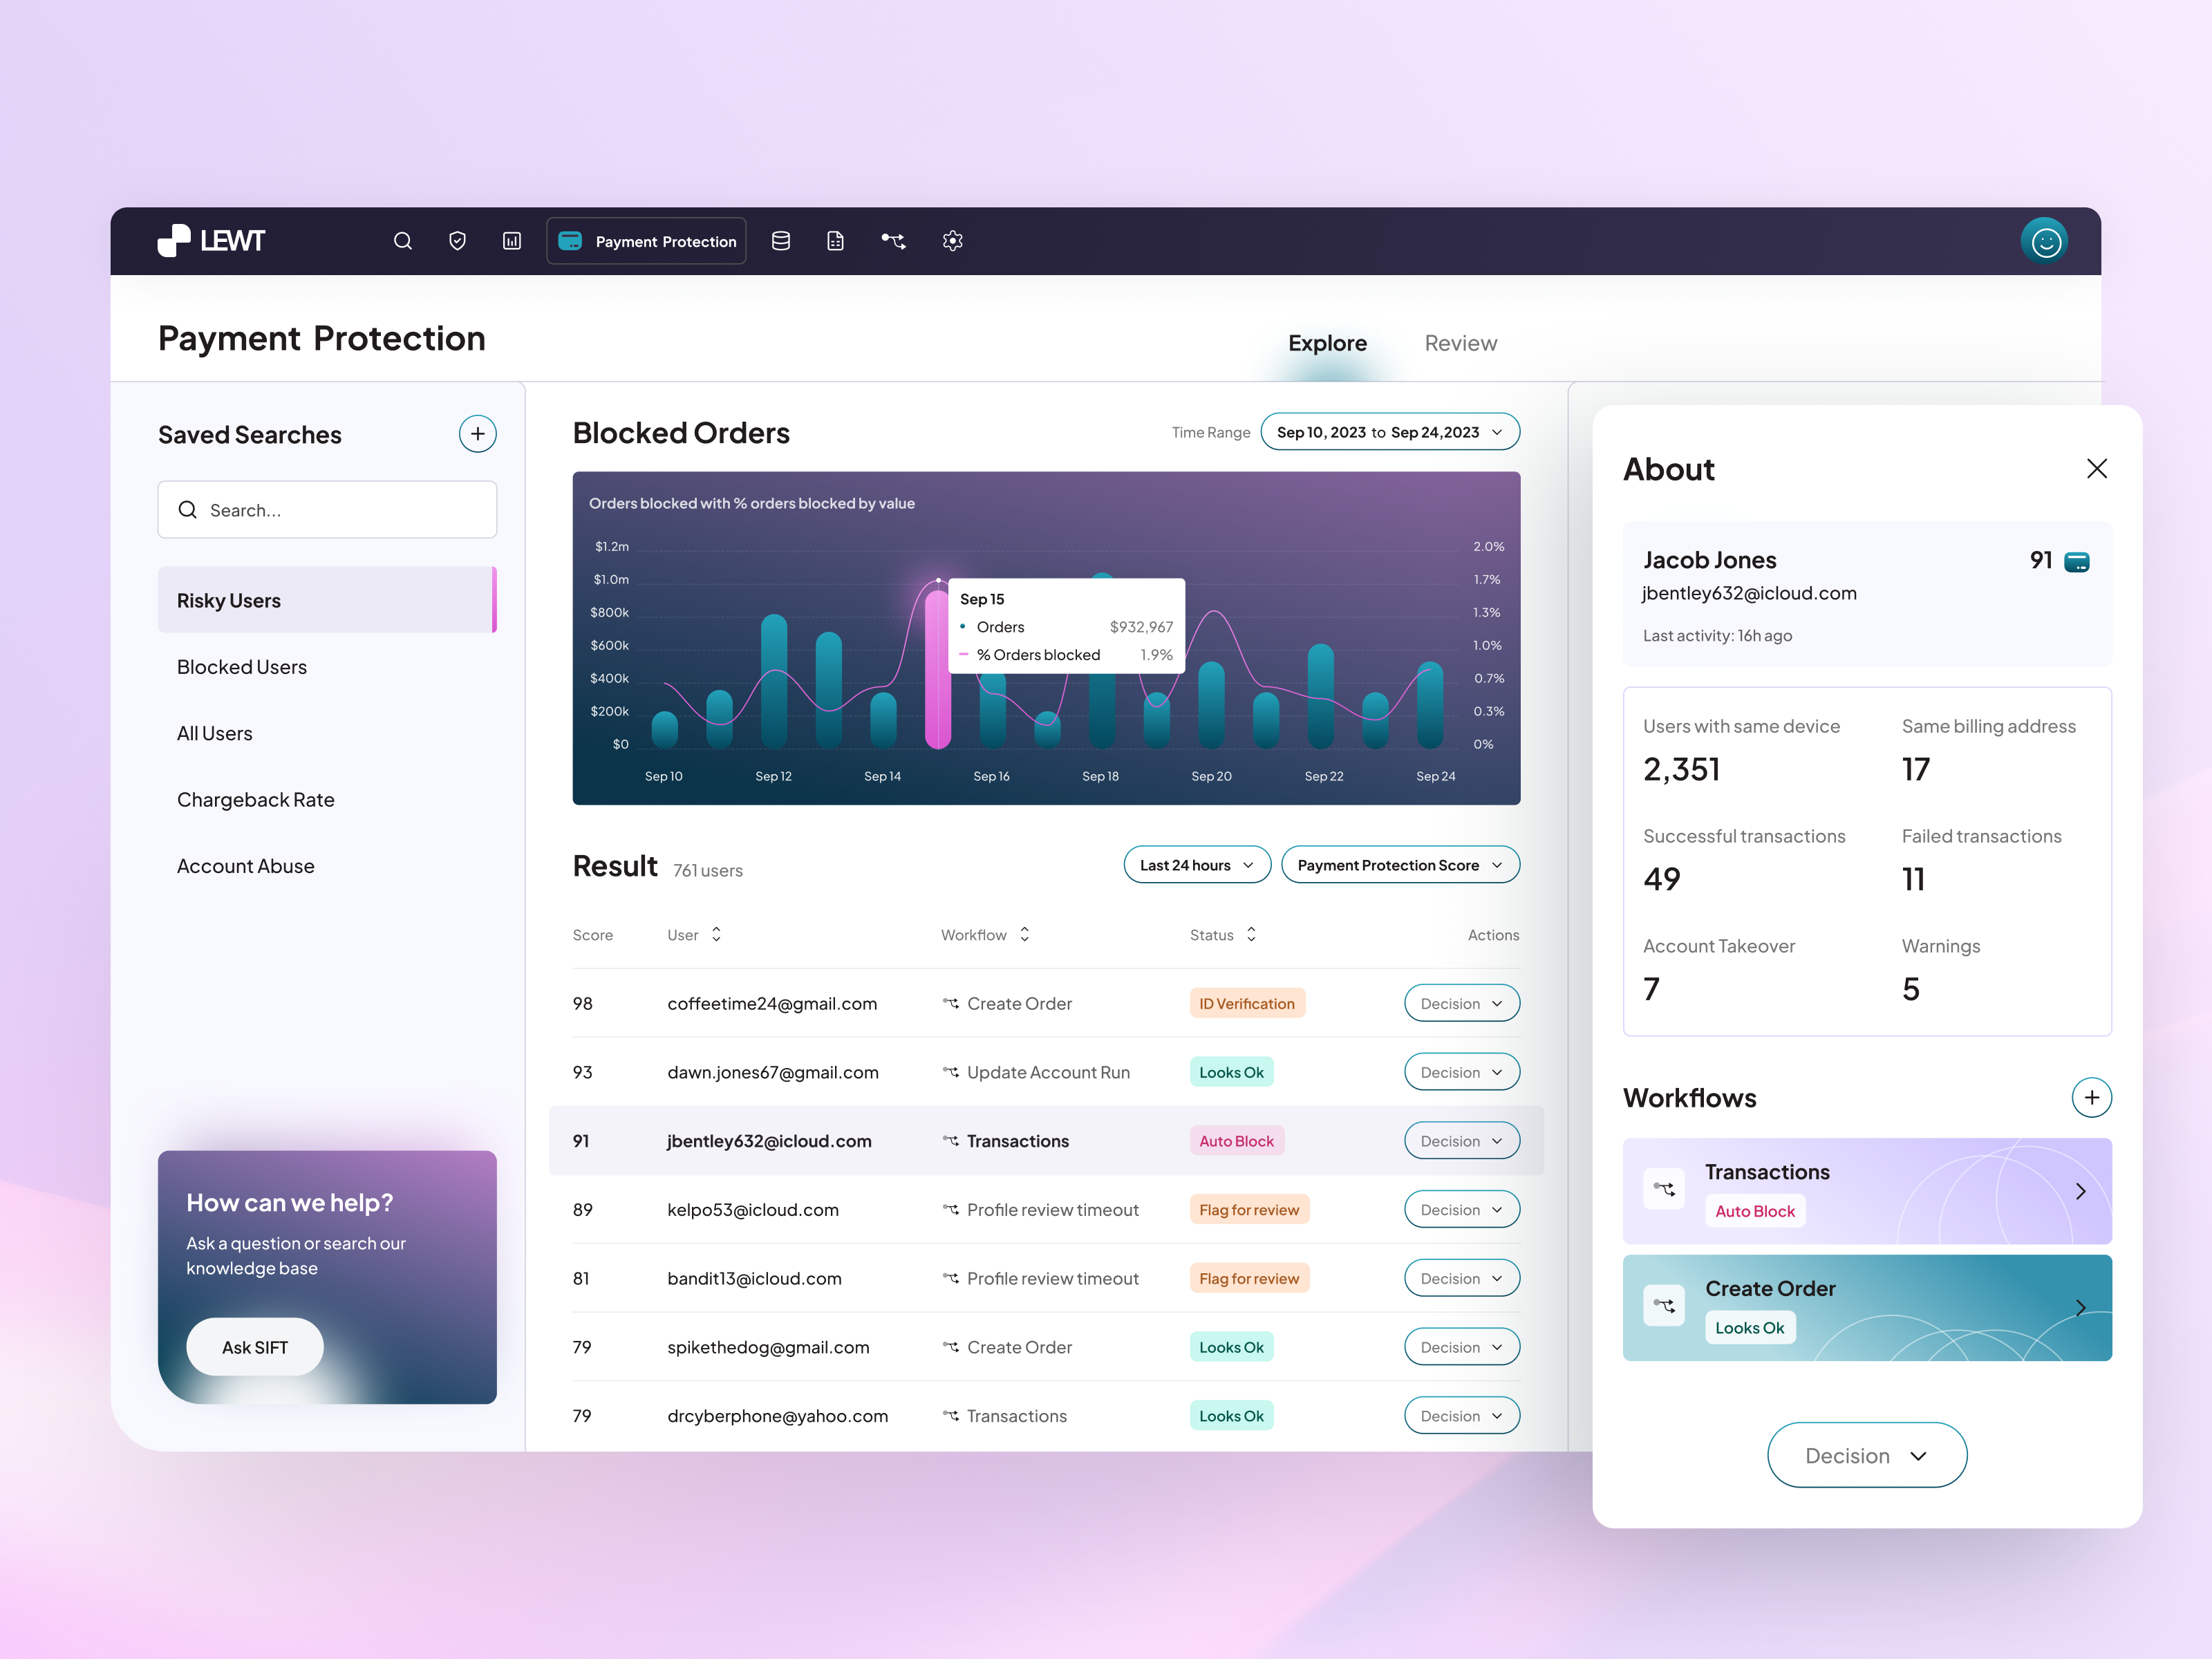 LEWT
Payment Protection
Payment Protection
Explore
Review
Saved Searches
Search...
Risky Users
Blocked Users
All Users
Chargeback Rate
Account Abuse
How can we help?
Ask a question or search our
knowledge base
Ask SIFT
Blocked Orders
Time Range
Sep 10, 2023 to Sep 24,2023
Orders blocked with % orders blocked by value
$1.2m
$1.0m
$800k
$600k
$400k
$200k
$0
2.0%
1.7%
1.3%
1.0%
0.7%
0.3%
0%
Sep 15
Orders $932,967
% Orders blocked 1.9%
Sep 10 Sep 12 Sep 14 Sep 16 Sep 18 Sep 20 Sep 22 Sep 24
Result 761 users
Last 24 hours
Payment Protection Score
Score User Workflow Status Actions
98 coffeetime24@gmail.com Create Order ID Verification Decision
93 dawn.jones67@gmail.com Update Account Run Looks Ok Decision
91 jbentley632@icloud.com Transactions Auto Block Decision
89 kelpo53@icloud.com Profile review timeout Flag for review Decision
81 bandit13@icloud.com Profile review timeout Flag for review Decision
79 spikethedog@gmail.com Create Order Looks Ok Decision
79 drcyberphone@yahoo.com Transactions Looks Ok Decision
About
Jacob Jones 91
jbentley632@icloud.com
Last activity: 16h ago
Users with same device Same billing address
2,351 17
Successful transactions Failed transactions
49 11
Account Takeover Warnings
7 5
Workflows
Transactions
Auto Block
Create Order
Looks Ok
Decision